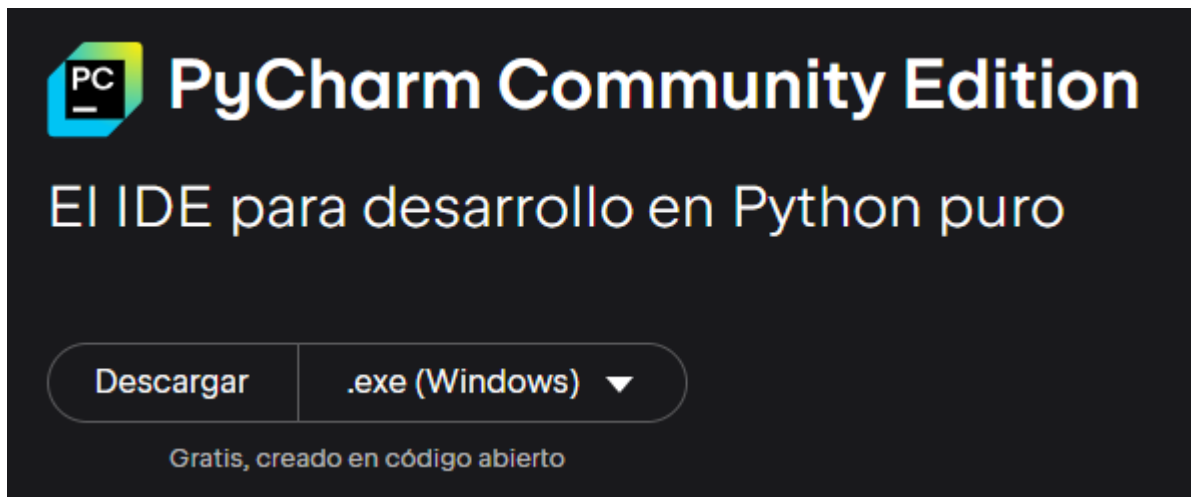 PC
PyCharm Community Edition
El IDE para desarrollo en Python puro
Descargar
.exe (Windows)
Gratis, creado en código abierto